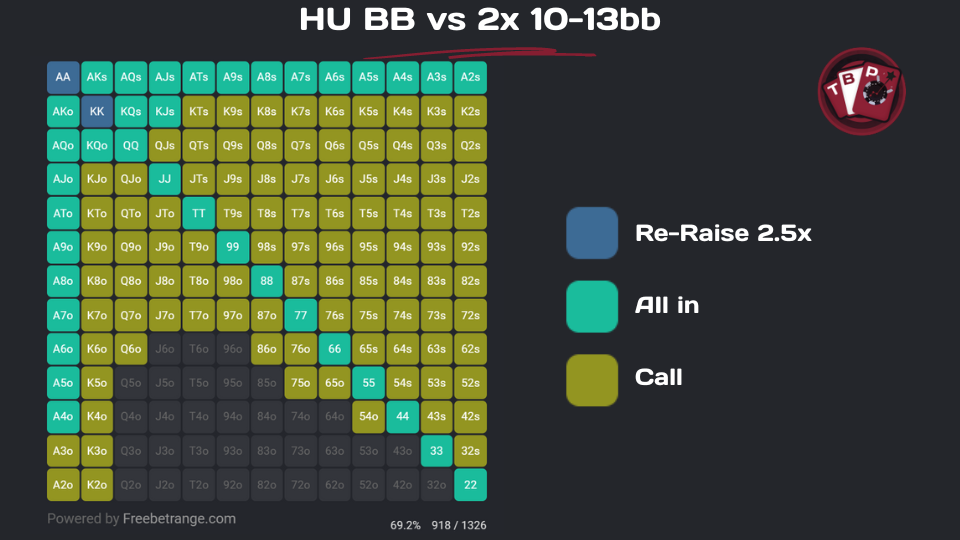 HU BB vs 2x 10-13bb
AA AKs AQs AJs ATs A9s A8s A7s A6s A5s A4s A3s A2s
AKo KK KQs KJs KTs K9s K8s K7s K6s K5s K4s K3s K2s
AQo KQo QQ QJs QTs Q9s Q8s Q7s Q6s Q5s Q4s Q3s Q2s
AJo KJo QJo JJ JTs J9s J8s J7s J6s J5s J4s J3s J2s
ATo KTo QTo JTo TT T9s T8s T7s T6s T5s T4s T3s T2s
A9o K9o Q9o J9o T9o 99 98s 97s 96s 95s 94s 93s 92s
A8o K8o Q8o J8o T8o 98o 88 87s 86s 85s 84s 83s 82s
A7o K7o Q7o J7o T7o 97o 87o 77 76s 75s 74s 73s 72s
A6o K6o Q6o J6o T6o 96o 86o 76o 66 65s 64s 63s 62s
A5o K5o Q5o J5o T5o 95o 85o 75o 65o 55 54s 53s 52s
A4o K4o Q4o J4o T4o 94o 84o 74o 64o 54o 44 43s 42s
A3o K3o Q3o J3o T3o 93o 83o 73o 63o 53o 43o 33 32s
A2o K2o Q2o J2o T2o 92o 82o 72o 62o 52o 42o 32o 22
Powered by Freebetrange.com
69.2% 918 / 1326
TBP
Re-Raise 2.5x
All in
Call